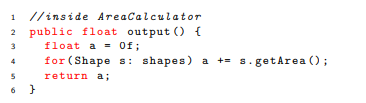 1 //inside AreaCalculator
2 public float output() {
3 float a = 0f;
4 for(Shape s: shapes) a += s.getArea();
5 return a;
6 }